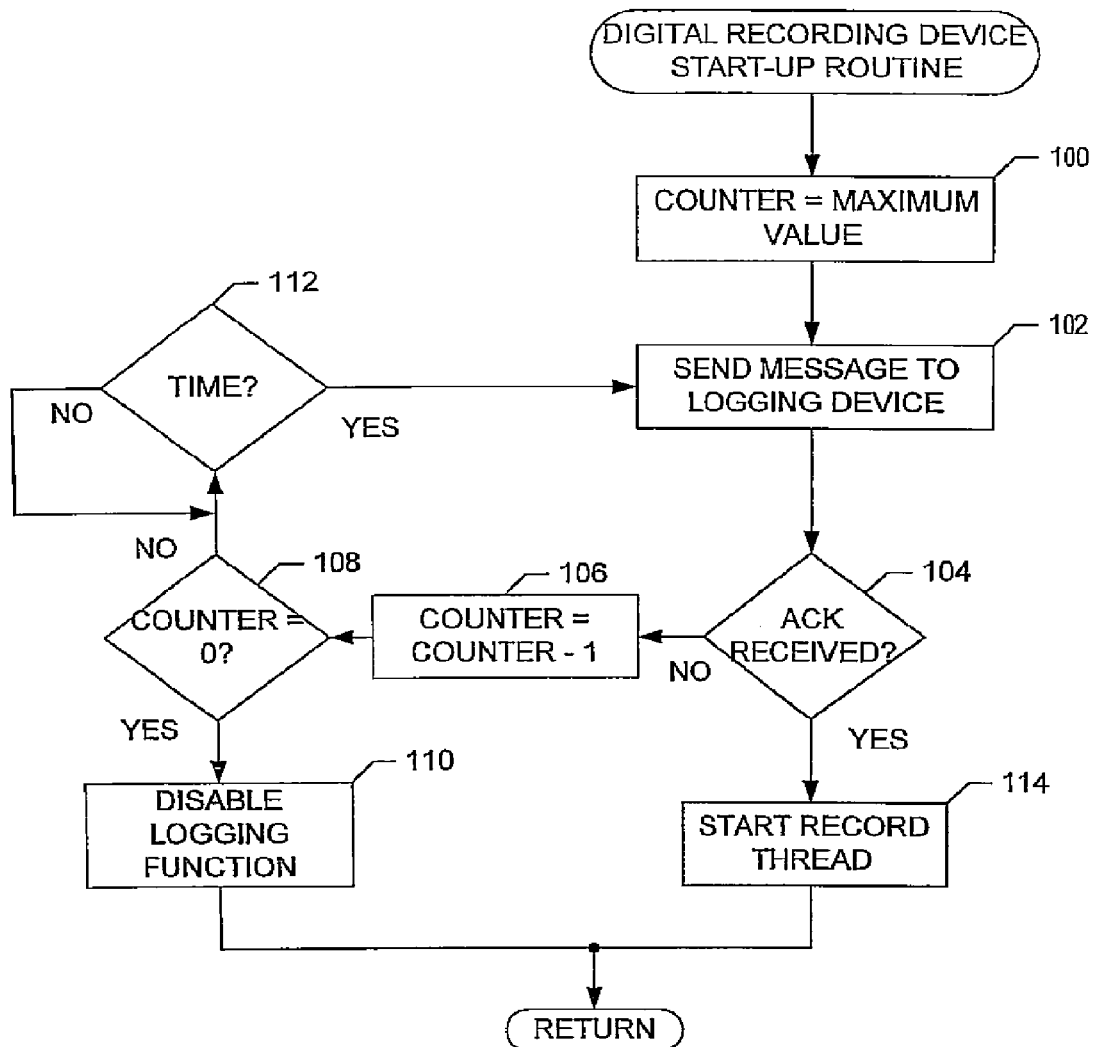 DIGITAL RECORDING DEVICE
START-UP ROUTINE
100
COUNTER = MAXIMUM
VALUE
112
TIME?
NO
YES
102
SEND MESSAGE TO
LOGGING DEVICE
NO
108
COUNTER =
0?
YES
106
COUNTER =
COUNTER - 1
104
ACK
RECEIVED?
NO
YES
110
DISABLE
LOGGING
FUNCTION
114
START RECORD
THREAD
RETURN